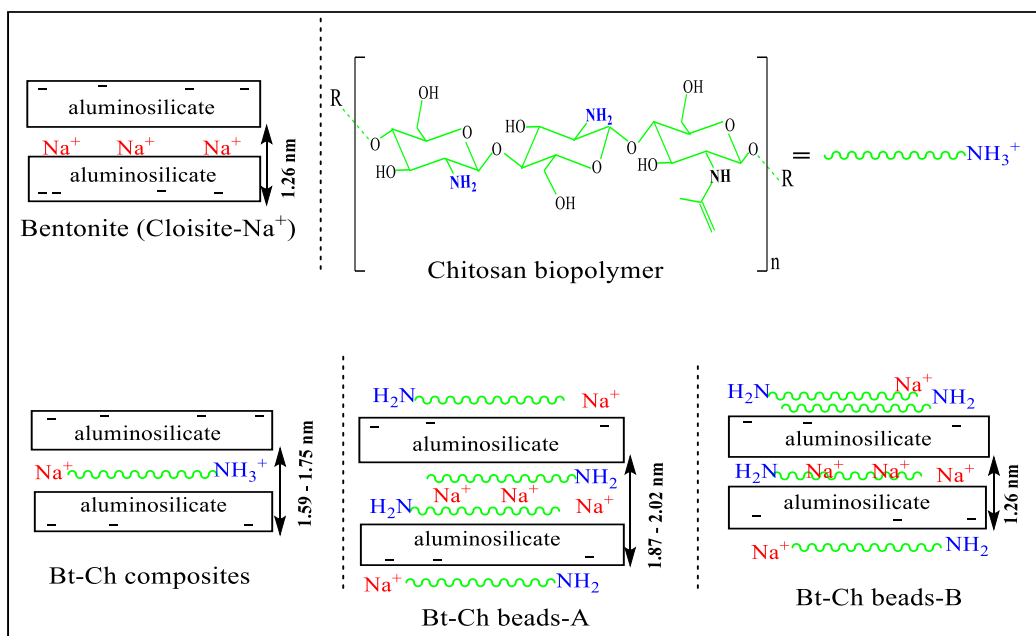 aluminosilicate
Na⁺ Na⁺ Na⁺
aluminosilicate
1.26 nm
Bentonite (Cloisite-Na⁺)
R
O
OH
O
HO
NH₂
O
HO
NH₂
O
O
OH
O
OH
O
HO
NH
O
R
n
=
NH₃⁺
Chitosan biopolymer
aluminosilicate
Na⁺ NH₃⁺
aluminosilicate
1.59 - 1.75 nm
Bt-Ch composites
H₂N Na⁺
aluminosilicate
NH₂
Na⁺ Na⁺
H₂N Na⁺
aluminosilicate
Na⁺ NH₂
1.87 - 2.02 nm
Bt-Ch beads-A
Na⁺
H₂N NH₂
aluminosilicate
H₂N Na⁺ Na⁺ Na⁺
aluminosilicate
Na⁺ NH₂
1.26 nm
Bt-Ch beads-B